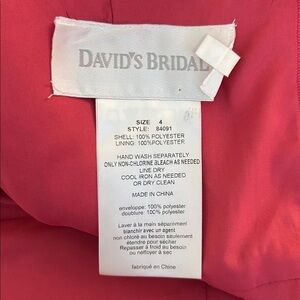 DAVID'S BRIDAL
SIZE 4
STYLE: 84091
SHELL: 100% POLYESTER
LINING: 100%POLYESTER
HAND WASH SEPARATELY
ONLY NON-CHLORINE BLEACH AS NEEDED
LINE DRY
COOL IRON AS NEEDED
OR DRY CLEAN
MADE IN CHINA
enveloppe: 100% polyester
doublure: 100% polyester
Laver à la main séparément
blanchir avec un agent
non chloré au besoin seulement
étendre pour sécher
Repasser à froid au besoin
ou nettoyer à sec
fabriqué en Chine